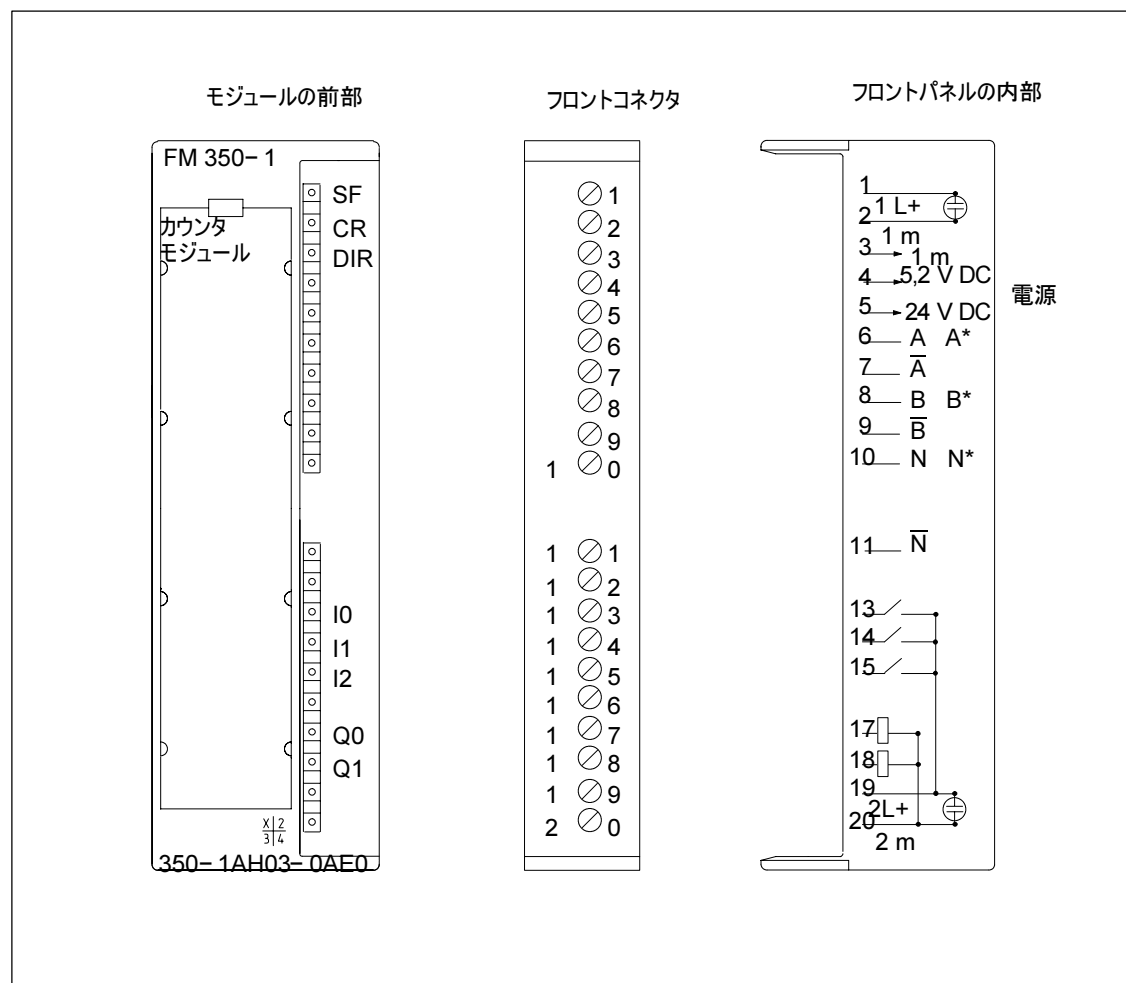 モジュールの前部
フロントコネクタ
フロントパネルの内部
FM 350-1
カウンタ
モジュール
SF
CR
DIR
I0
I1
I2
Q0
Q1
X 2
3 4
350-1AH03-0AE0
1
2
3
4
5
6
7
8
9
1 0
1 1
1 2
1 3
1 4
1 5
1 6
1 7
1 8
1 9
2 0
1
1 L+
2
1 m
3 1 m
4 5,2 V DC
電源
5 24 V DC
6 A A*
7 A̅
8 B B*
9 B̅
10 N N*
11 N̅
13
14
15
17
18
19
2L+
20
2 m